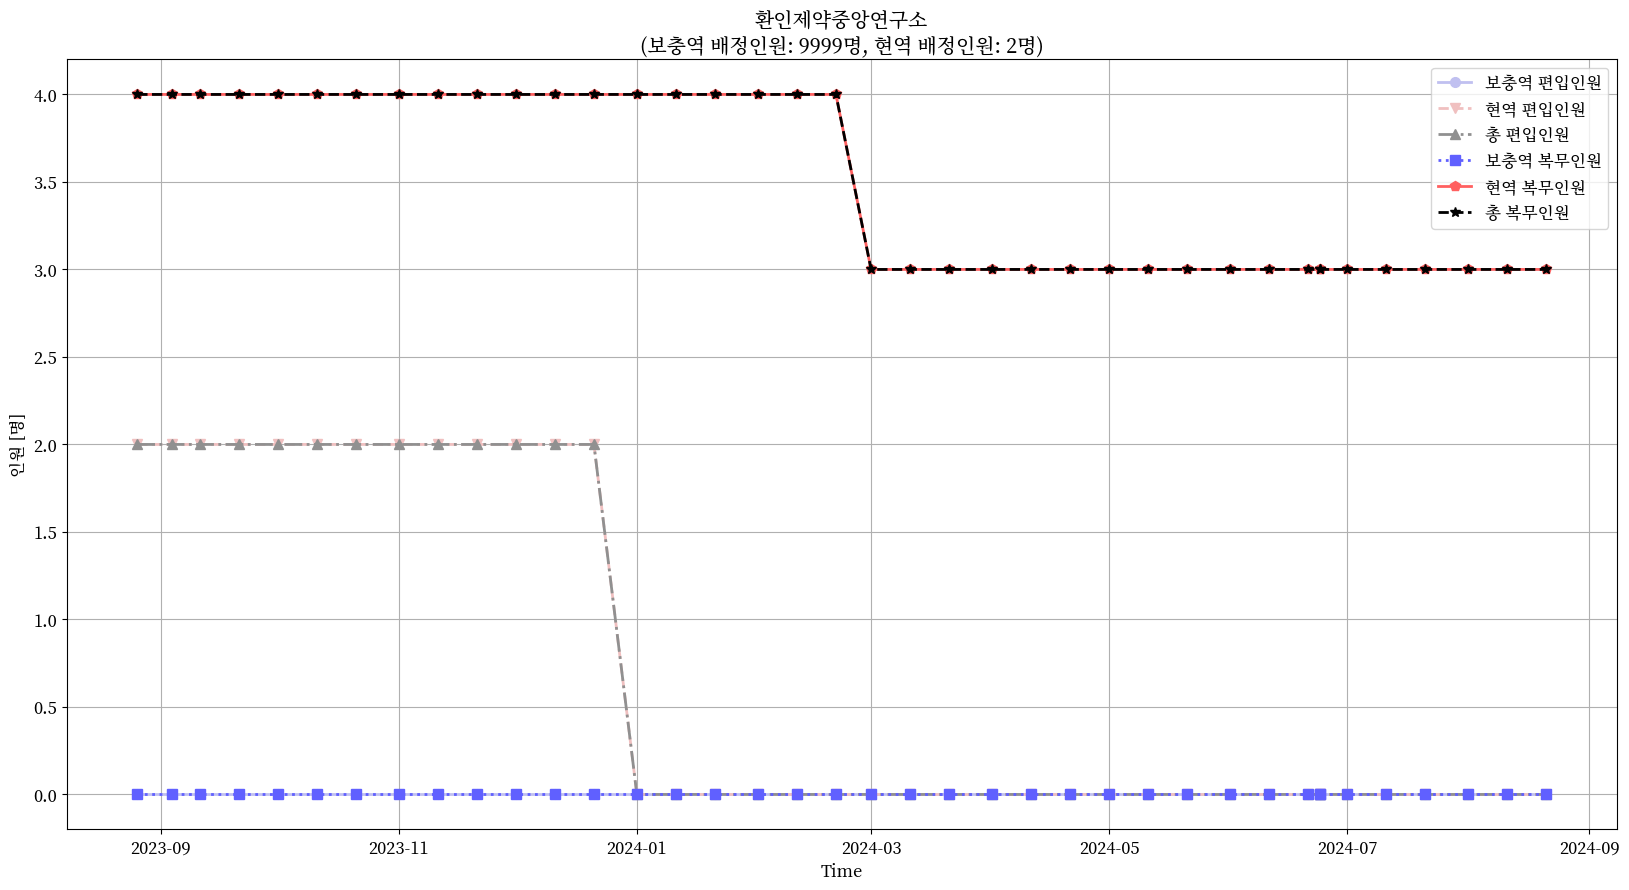 환인제약중앙연구소
(보충역 배정인원: 9999명, 현역 배정인원: 2명)
보충역 편입인원
현역 편입인원
총 편입인원
보충역 복무인원
현역 복무인원
총 복무인원
4.0
3.5
3.0
2.5
2.0
1.5
1.0
0.5
0.0
인원 [명]
2023-09
2023-11
2024-01
2024-03
2024-05
2024-07
2024-09
Time